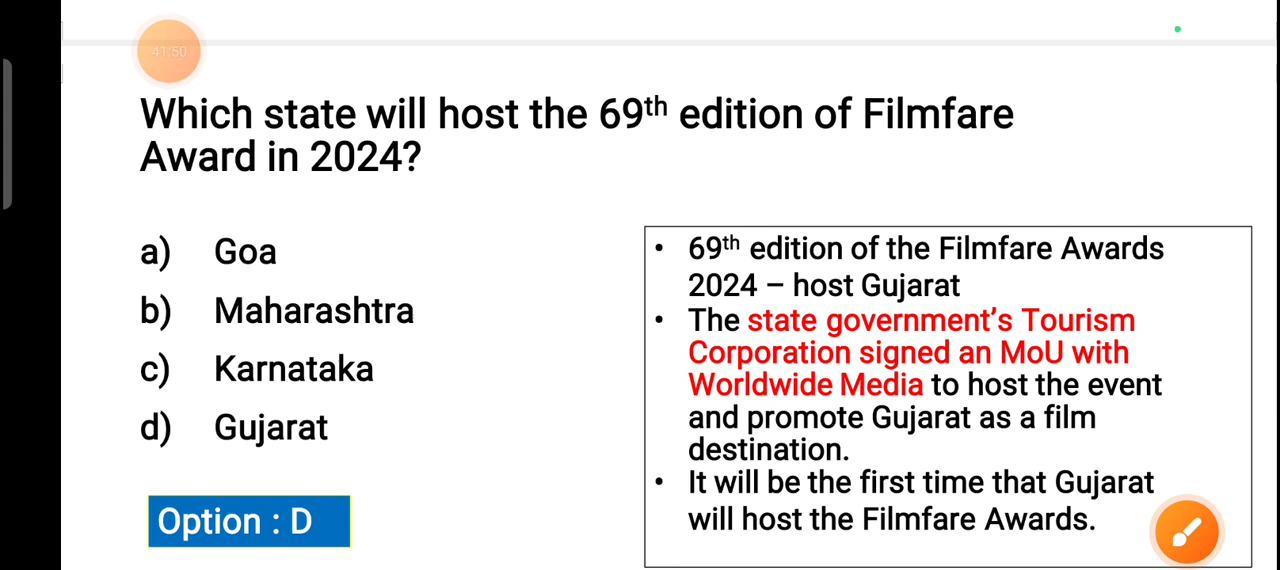 41:50
Which state will host the 69th edition of Filmfare
Award in 2024?
a) Goa
b) Maharashtra
c) Karnataka
d) Gujarat
Option : D
• 69th edition of the Filmfare Awards
2024 – host Gujarat
• The state government's Tourism
Corporation signed an MoU with
Worldwide Media to host the event
and promote Gujarat as a film
destination.
• It will be the first time that Gujarat
will host the Filmfare Awards.